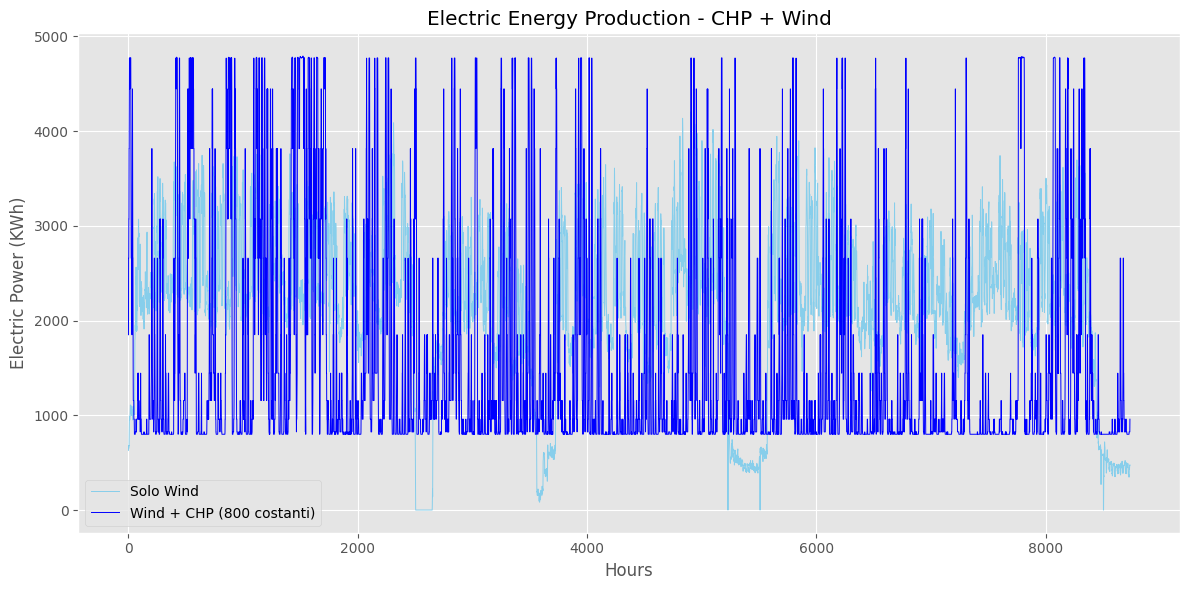 Electric Energy Production - CHP + Wind
Electric Power (KWh)
5000
4000
3000
2000
1000
0
Solo Wind
Wind + CHP (800 costanti)
0 2000 4000 6000 8000
Hours